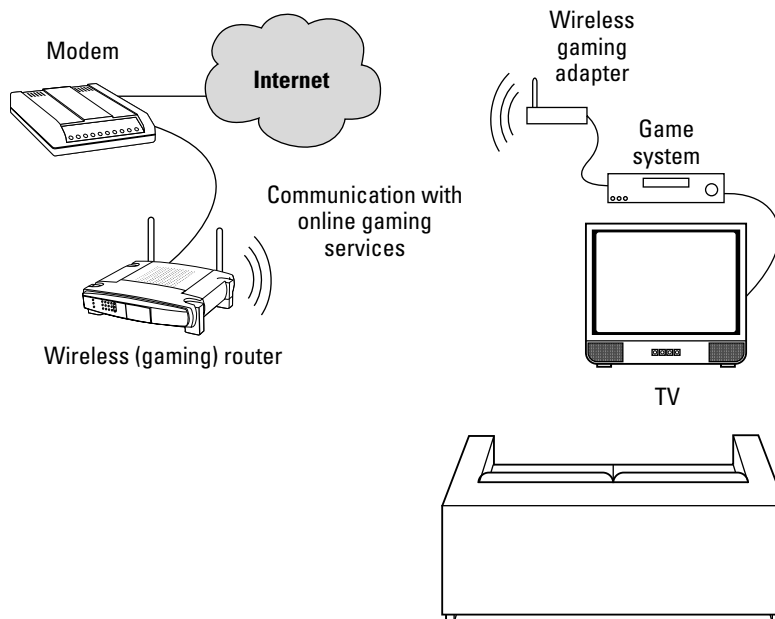 Modem
Internet
Wireless
gaming
adapter
Game
system
Communication with
online gaming
services
Wireless (gaming) router
TV